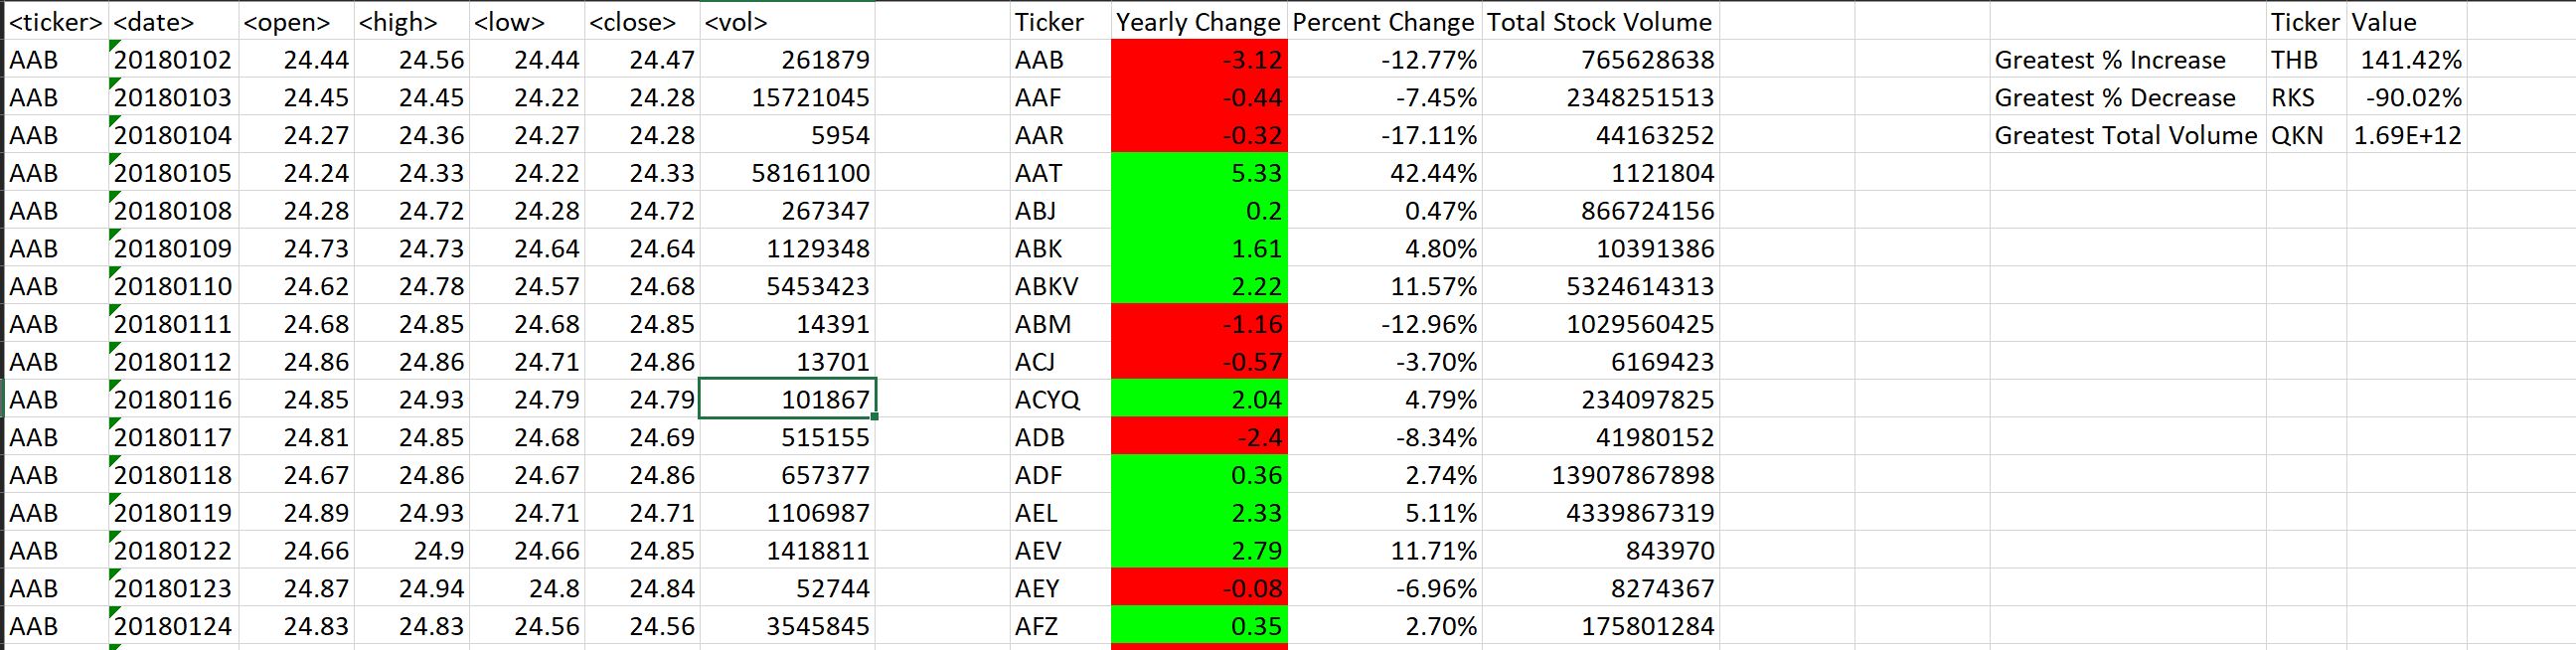 <ticker> <date> <open> <high> <low> <close> <vol> Ticker Yearly Change Percent Change Total Stock Volume Ticker Value
AAB 20180102 24.44 24.56 24.44 24.47 261879 AAB -3.12 -12.77% 765628638 Greatest % Increase THB 141.42%
AAB 20180103 24.45 24.45 24.22 24.28 15721045 AAF -0.44 -7.45% 2348251513 Greatest % Decrease RKS -90.02%
AAB 20180104 24.27 24.36 24.27 24.28 5954 AAR -0.32 -17.11% 44163252 Greatest Total Volume QKN 1.69E+12
AAB 20180105 24.24 24.33 24.22 24.33 58161100 AAT 5.33 42.44% 1121804
AAB 20180108 24.28 24.72 24.28 24.72 267347 ABJ 0.2 0.47% 866724156
AAB 20180109 24.73 24.73 24.64 24.64 1129348 ABK 1.61 4.80% 10391386
AAB 20180110 24.62 24.78 24.57 24.68 5453423 ABKV 2.22 11.57% 5324614313
AAB 20180111 24.68 24.85 24.68 24.85 14391 ABM -1.16 -12.96% 1029560425
AAB 20180112 24.86 24.86 24.71 24.86 13701 ACJ -0.57 -3.70% 6169423
AAB 20180116 24.85 24.93 24.79 24.79 101867 ACYQ 2.04 4.79% 234097825
AAB 20180117 24.81 24.85 24.68 24.69 515155 ADB -2.4 -8.34% 41980152
AAB 20180118 24.67 24.86 24.67 24.86 657377 ADF 0.36 2.74% 13907867898
AAB 20180119 24.89 24.93 24.71 24.71 1106987 AEL 2.33 5.11% 4339867319
AAB 20180122 24.66 24.9 24.66 24.85 1418811 AEV 2.79 11.71% 843970
AAB 20180123 24.87 24.94 24.8 24.84 52744 AEY -0.08 -6.96% 8274367
AAB 20180124 24.83 24.83 24.56 24.56 3545845 AFZ 0.35 2.70% 175801284